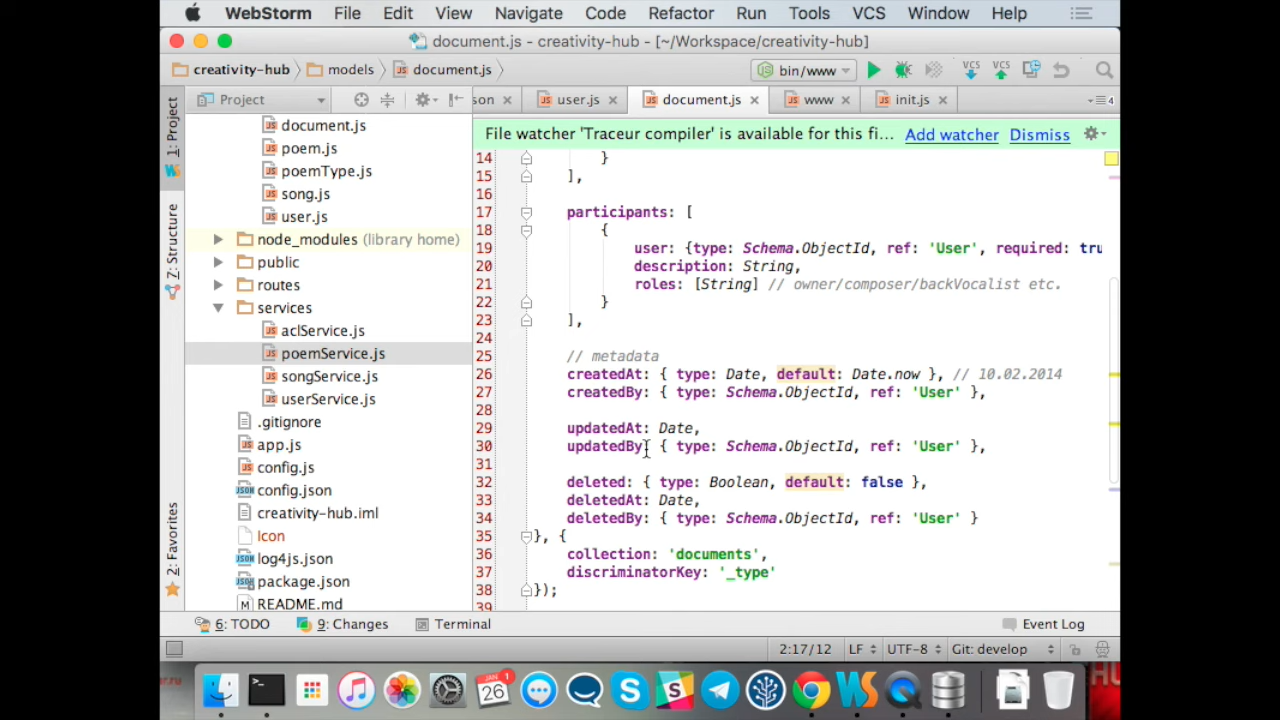 WebStorm File Edit View Navigate Code Refactor Run Tools VCS Window Help
document.js - creativity-hub - [~/Workspace/creativity-hub]
creativity-hub models document.js bin/www VCS VCS
Project son user.js document.js www init.js 4
1: Project
7: Structure
2: Favorites
document.js
poem.js
poemType.js
song.js
user.js
node_modules (library home)
public
routes
services
aclService.js
poemService.js
songService.js
userService.js
.gitignore
app.js
config.js
config.json
creativity-hub.iml
Icon
log4js.json
package.json
README.md
File watcher 'Traceur compiler' is available for this fi... Add watcher Dismiss
14 }
15 ],
16
17 participants: [
18 {
19 user: {type: Schema.ObjectId, ref: 'User', required: tru
20 description: String,
21 roles: [String] // owner/composer/backVocalist etc.
22 }
23 ],
24
25 // metadata
26 createdAt: { type: Date, default: Date.now }, // 10.02.2014
27 createdBy: { type: Schema.ObjectId, ref: 'User' },
28
29 updatedAt: Date,
30 updatedBy: { type: Schema.ObjectId, ref: 'User' },
31
32 deleted: { type: Boolean, default: false },
33 deletedAt: Date,
34 deletedBy: { type: Schema.ObjectId, ref: 'User' }
35 }, {
36 collection: 'documents',
37 discriminatorKey: '_type'
38 });
39
6: TODO 9: Changes Terminal Event Log
2:17/12 LF UTF-8 Git: develop
JAN 1
26